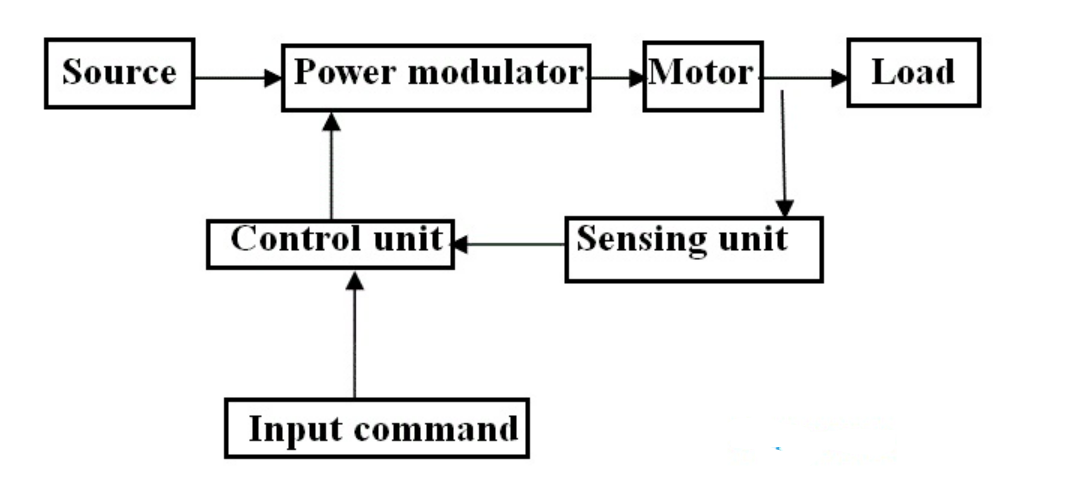 Source
Power modulator
Motor
Load
Control unit
Sensing unit
Input command